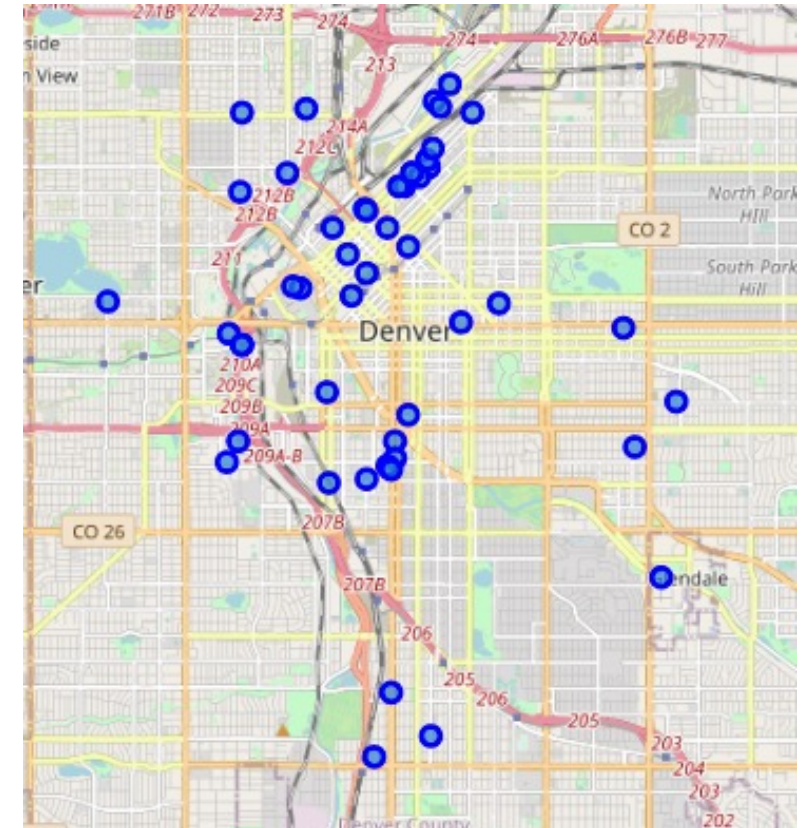 271B
272
273
274
274
276A
276B
277
side
View
213
214A
212C
North Park
Hill
212B
212B
CO 2
211
South Park
Hill
er
Denver
210A
209C
209B
209A
209A-B
207B
CO 26
207B
endale
206
205
206
205
203
204
203
202
Denver County